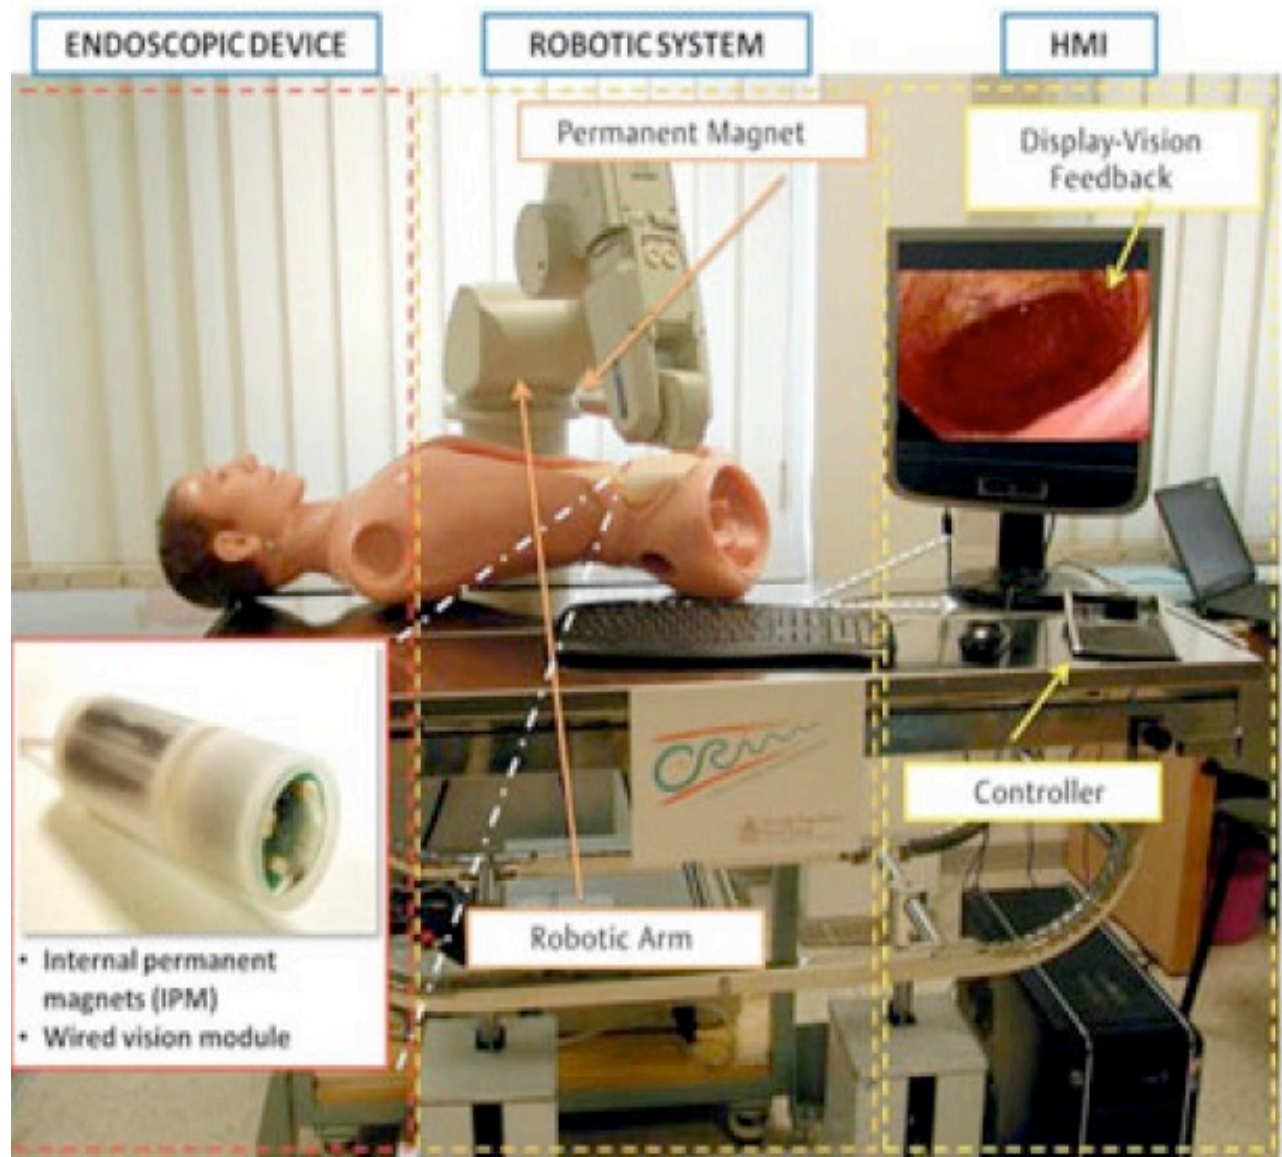 ENDOSCOPIC DEVICE
ROBOTIC SYSTEM
HMI
Permanent Magnet
Display-Vision
Feedback
CRIM
Controller
Robotic Arm
• Internal permanent
magnets (IPM)
• Wired vision module